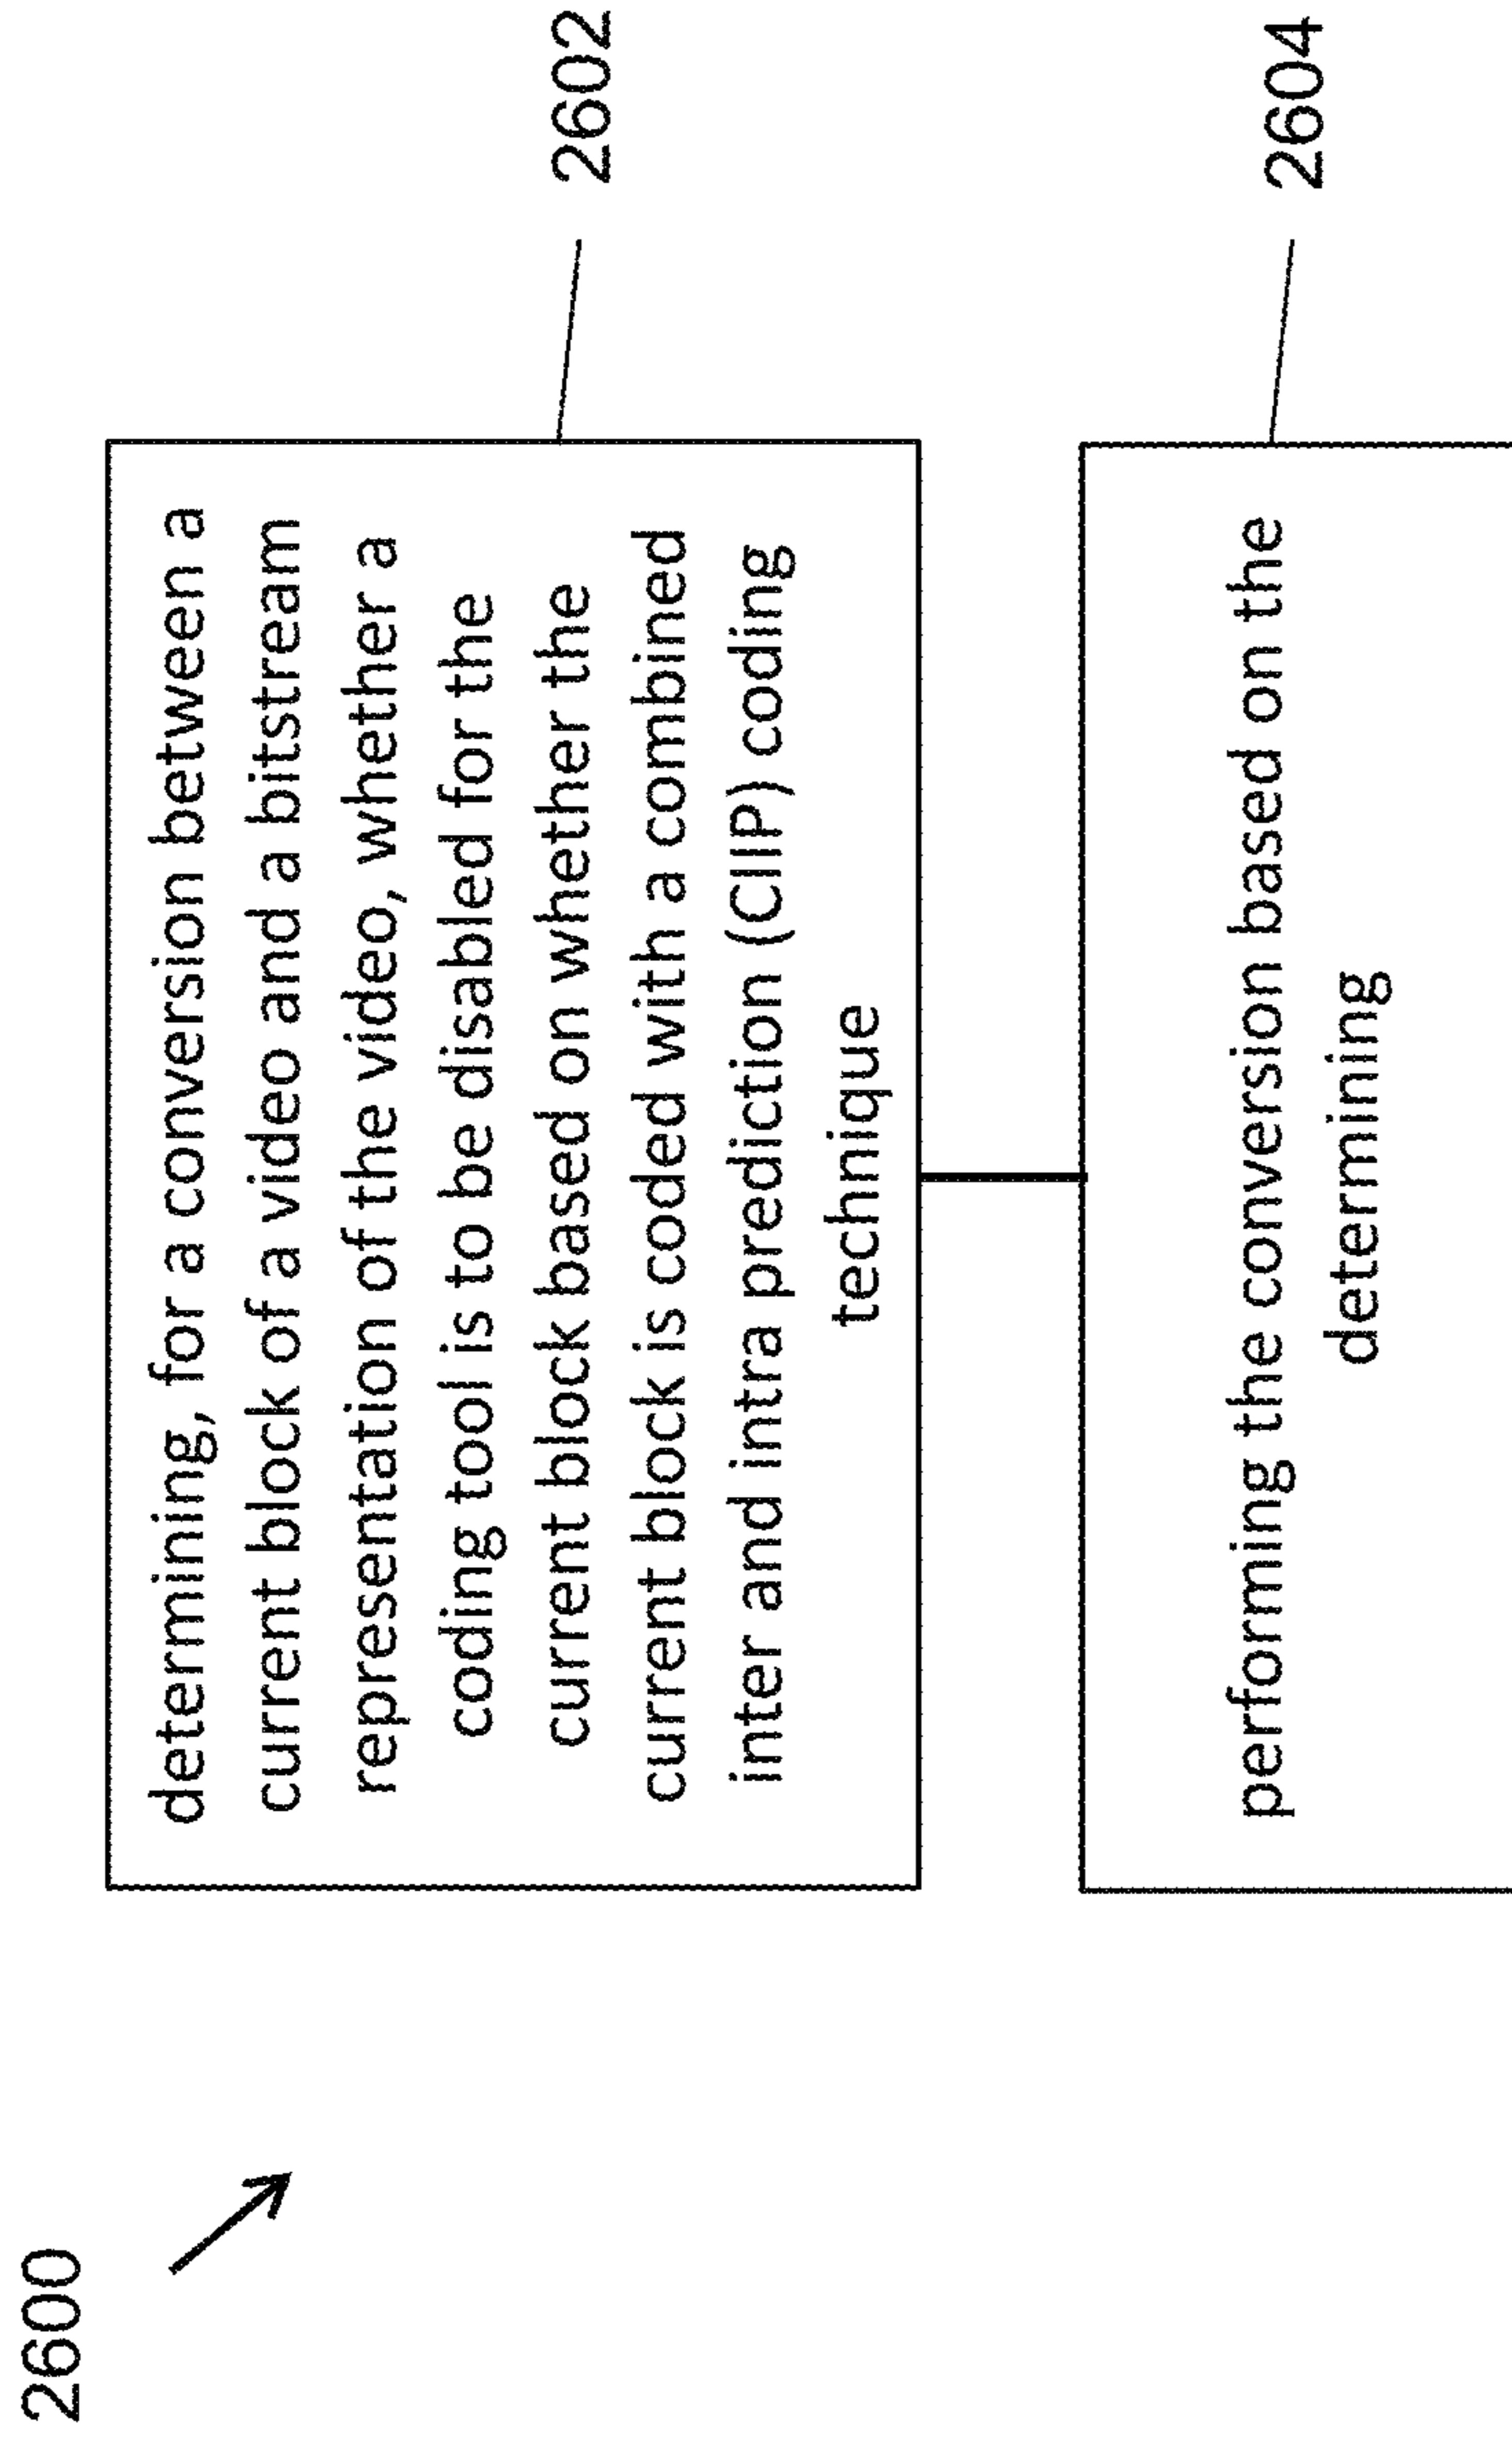 2600
determining, for a conversion between a
current block of a video and a bitstream
representation of the video, whether a
coding tool is to be disabled for the
current block based on whether the
current block is coded with a combined
inter and intra prediction (CIIP) coding
technique
2602
performing the conversion based on the
determining
2604